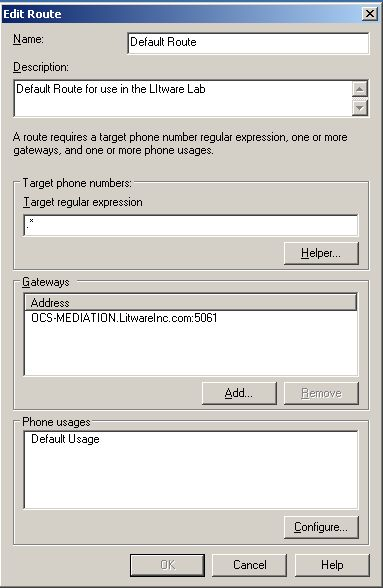 Edit Route
Name:
Default Route
Description:
Default Route for use in the LItware Lab
A route requires a target phone number regular expression, one or more
gateways, and one or more phone usages.
Target phone numbers:
Target regular expression
.*
Helper...
Gateways
Address
OCS-MEDIATION.LitwareInc.com:5061
Add...
Remove
Phone usages
Default Usage
Configure...
OK
Cancel
Help